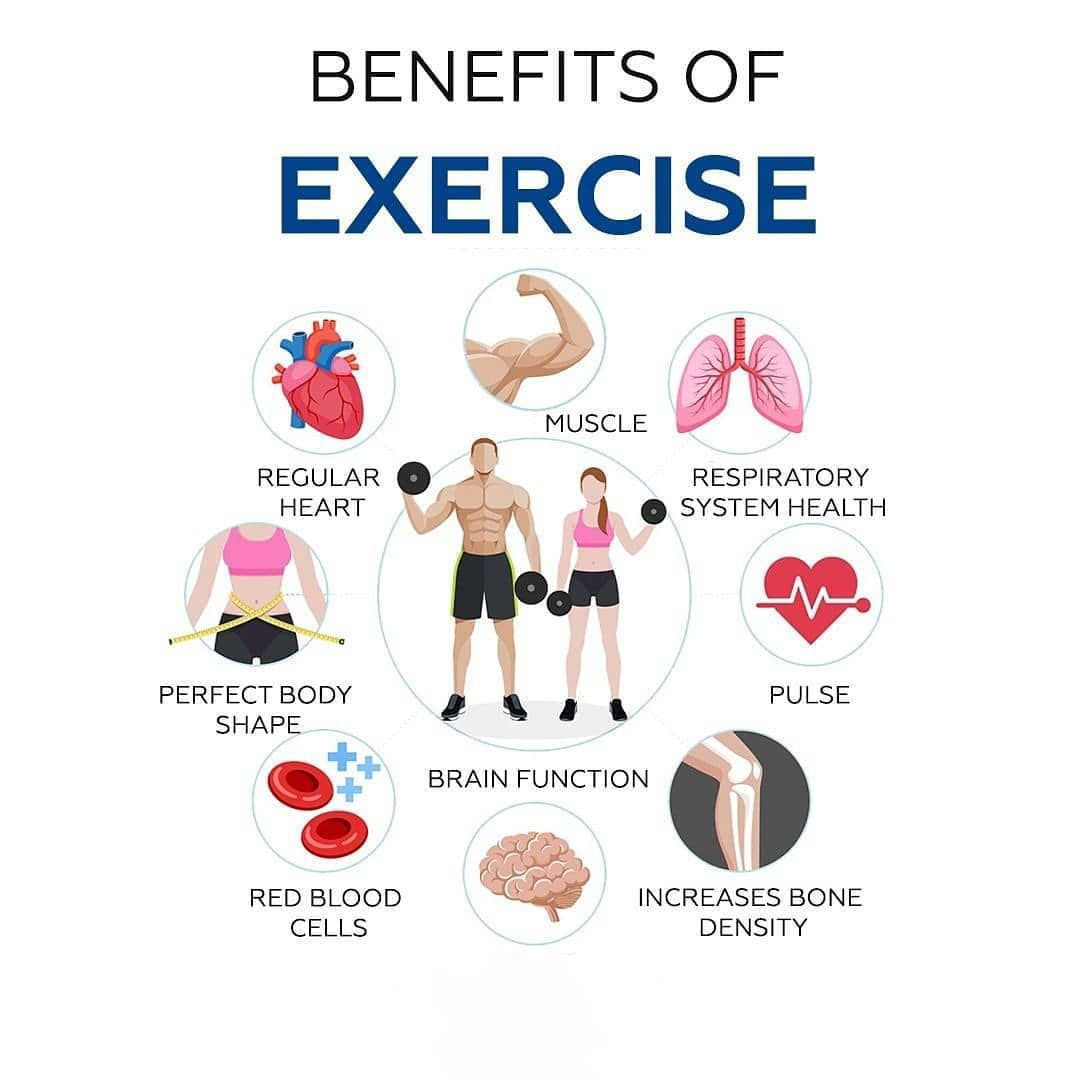 BENEFITS OF
EXERCISE
MUSCLE
REGULAR
HEART
RESPIRATORY
SYSTEM HEALTH
PERFECT BODY
SHAPE
PULSE
BRAIN FUNCTION
RED BLOOD
CELLS
INCREASES BONE
DENSITY